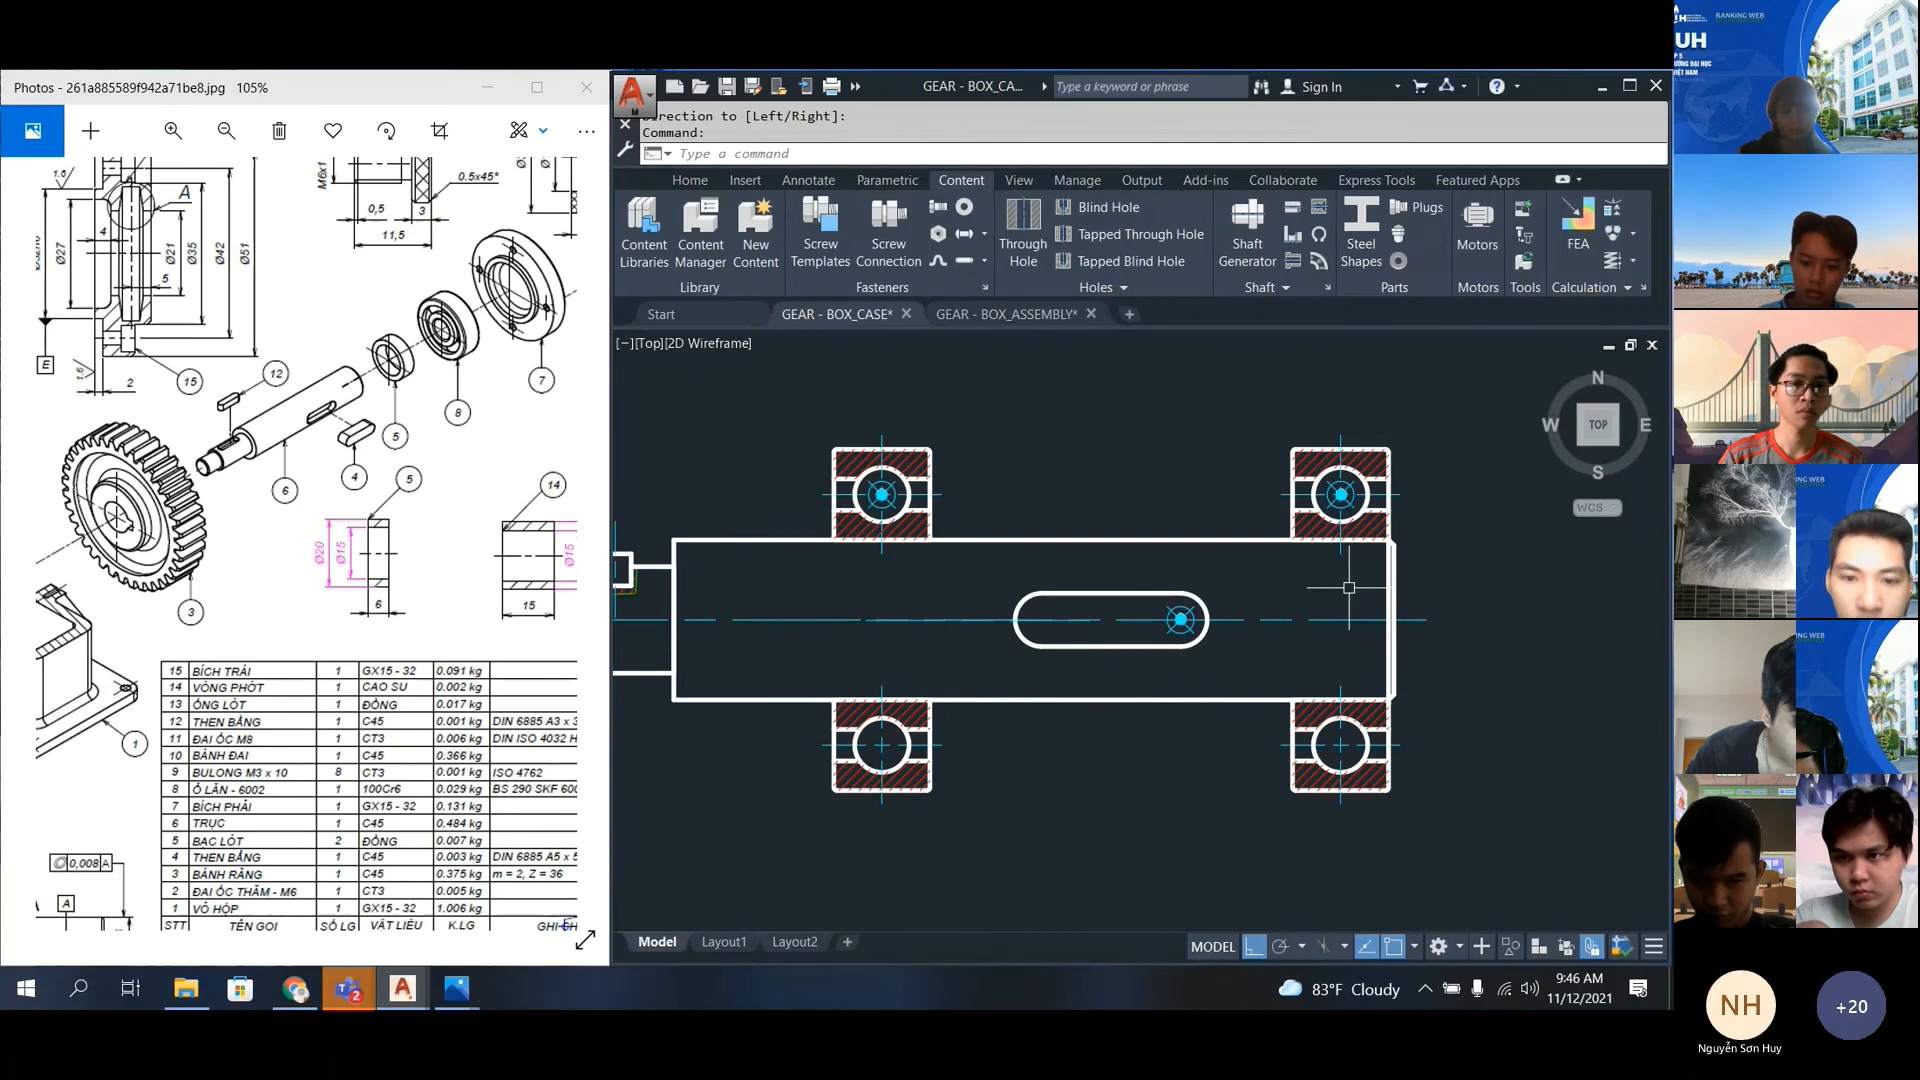 Photos - 261a885589f942a71be8.jpg 105%
1.6
A
4
Ø27
Ø21
Ø35
Ø42
Ø51
5
E
1.6
2
15
M6x1
0.5x45°
0,5
3
11,5
12
7
8
5
4
6
3
5
14
Ø20
Ø15
6
Ø15
15
1
0,008 A
A
15 BÍCH TRÁI 1 GX15 - 32 0.091 kg
14 VÒNG PHỚT 1 CAO SU 0.002 kg
13 ỐNG LÓT 1 ĐỒNG 0.017 kg
12 THEN BẰNG 1 C45 0.001 kg DIN 6885 A3 x 3
11 ĐAI ỐC M8 1 CT3 0.006 kg DIN ISO 4032 H
10 BÁNH ĐAI 1 C45 0.366 kg
9 BULONG M3 x 10 8 CT3 0.001 kg ISO 4762
8 Ổ LĂN - 6002 1 100Cr6 0.029 kg BS 290 SKF 600
7 BÍCH PHẢI 1 GX15 - 32 0.131 kg
6 TRỤC 1 C45 0.484 kg
5 BẠC LÓT 2 ĐỒNG 0.007 kg
4 THEN BẰNG 1 C45 0.003 kg DIN 6885 A5 x 5
3 BÁNH RĂNG 1 C45 0.375 kg m = 2, Z = 36
2 ĐAI ỐC THĂM - M6 1 CT3 0.005 kg
1 VỎ HỘP 1 GX15 - 32 1.006 kg
STT TÊN GỌI SỐ LG VẬT LIỆU K.LG GHI CH
GEAR - BOX_CA...
Type a keyword or phrase
Sign In
Direction to [Left/Right]:
Command:
Type a command
Home Insert Annotate Parametric Content View Manage Output Add-ins Collaborate Express Tools Featured Apps
Content Libraries
Content Manager
New Content
Library
Screw Templates
Screw Connection
Fasteners
Through Hole
Blind Hole
Tapped Through Hole
Tapped Blind Hole
Holes
Shaft Generator
Shaft
Steel Shapes
Plugs
Parts
Motors
Motors
Tools
FEA
Calculation
Start
GEAR - BOX_CASE*
GEAR - BOX_ASSEMBLY*
[−][Top][2D Wireframe]
N
W TOP E
S
WCS
Model Layout1 Layout2
MODEL
2
83°F Cloudy
9:46 AM
11/12/2021
RANKING WEB
UH
NH
Nguyễn Sơn Huy
+20